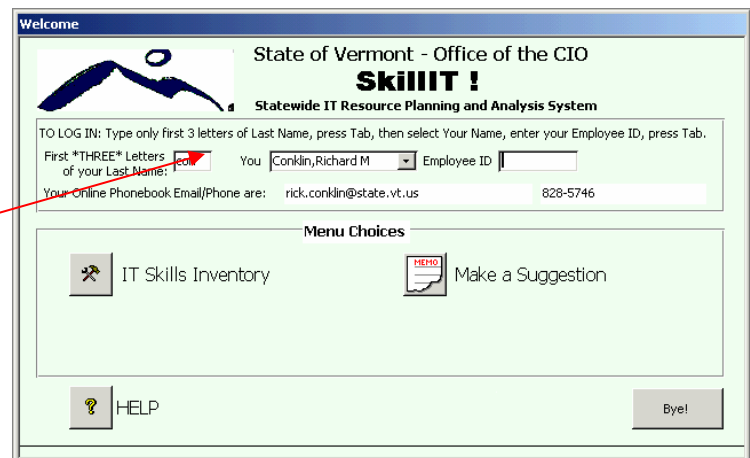 Welcome
State of Vermont - Office of the CIO
SkillIT !
Statewide IT Resource Planning and Analysis System
TO LOG IN: Type only first 3 letters of Last Name, press Tab, then select Your Name, enter your Employee ID, press Tab.
First *THREE* Letters of your Last Name: con You Conklin,Richard M Employee ID
Your Online Phonebook Email/Phone are: rick.conklin@state.vt.us 828-5746
Menu Choices
IT Skills Inventory MEMO Make a Suggestion
? HELP Bye!